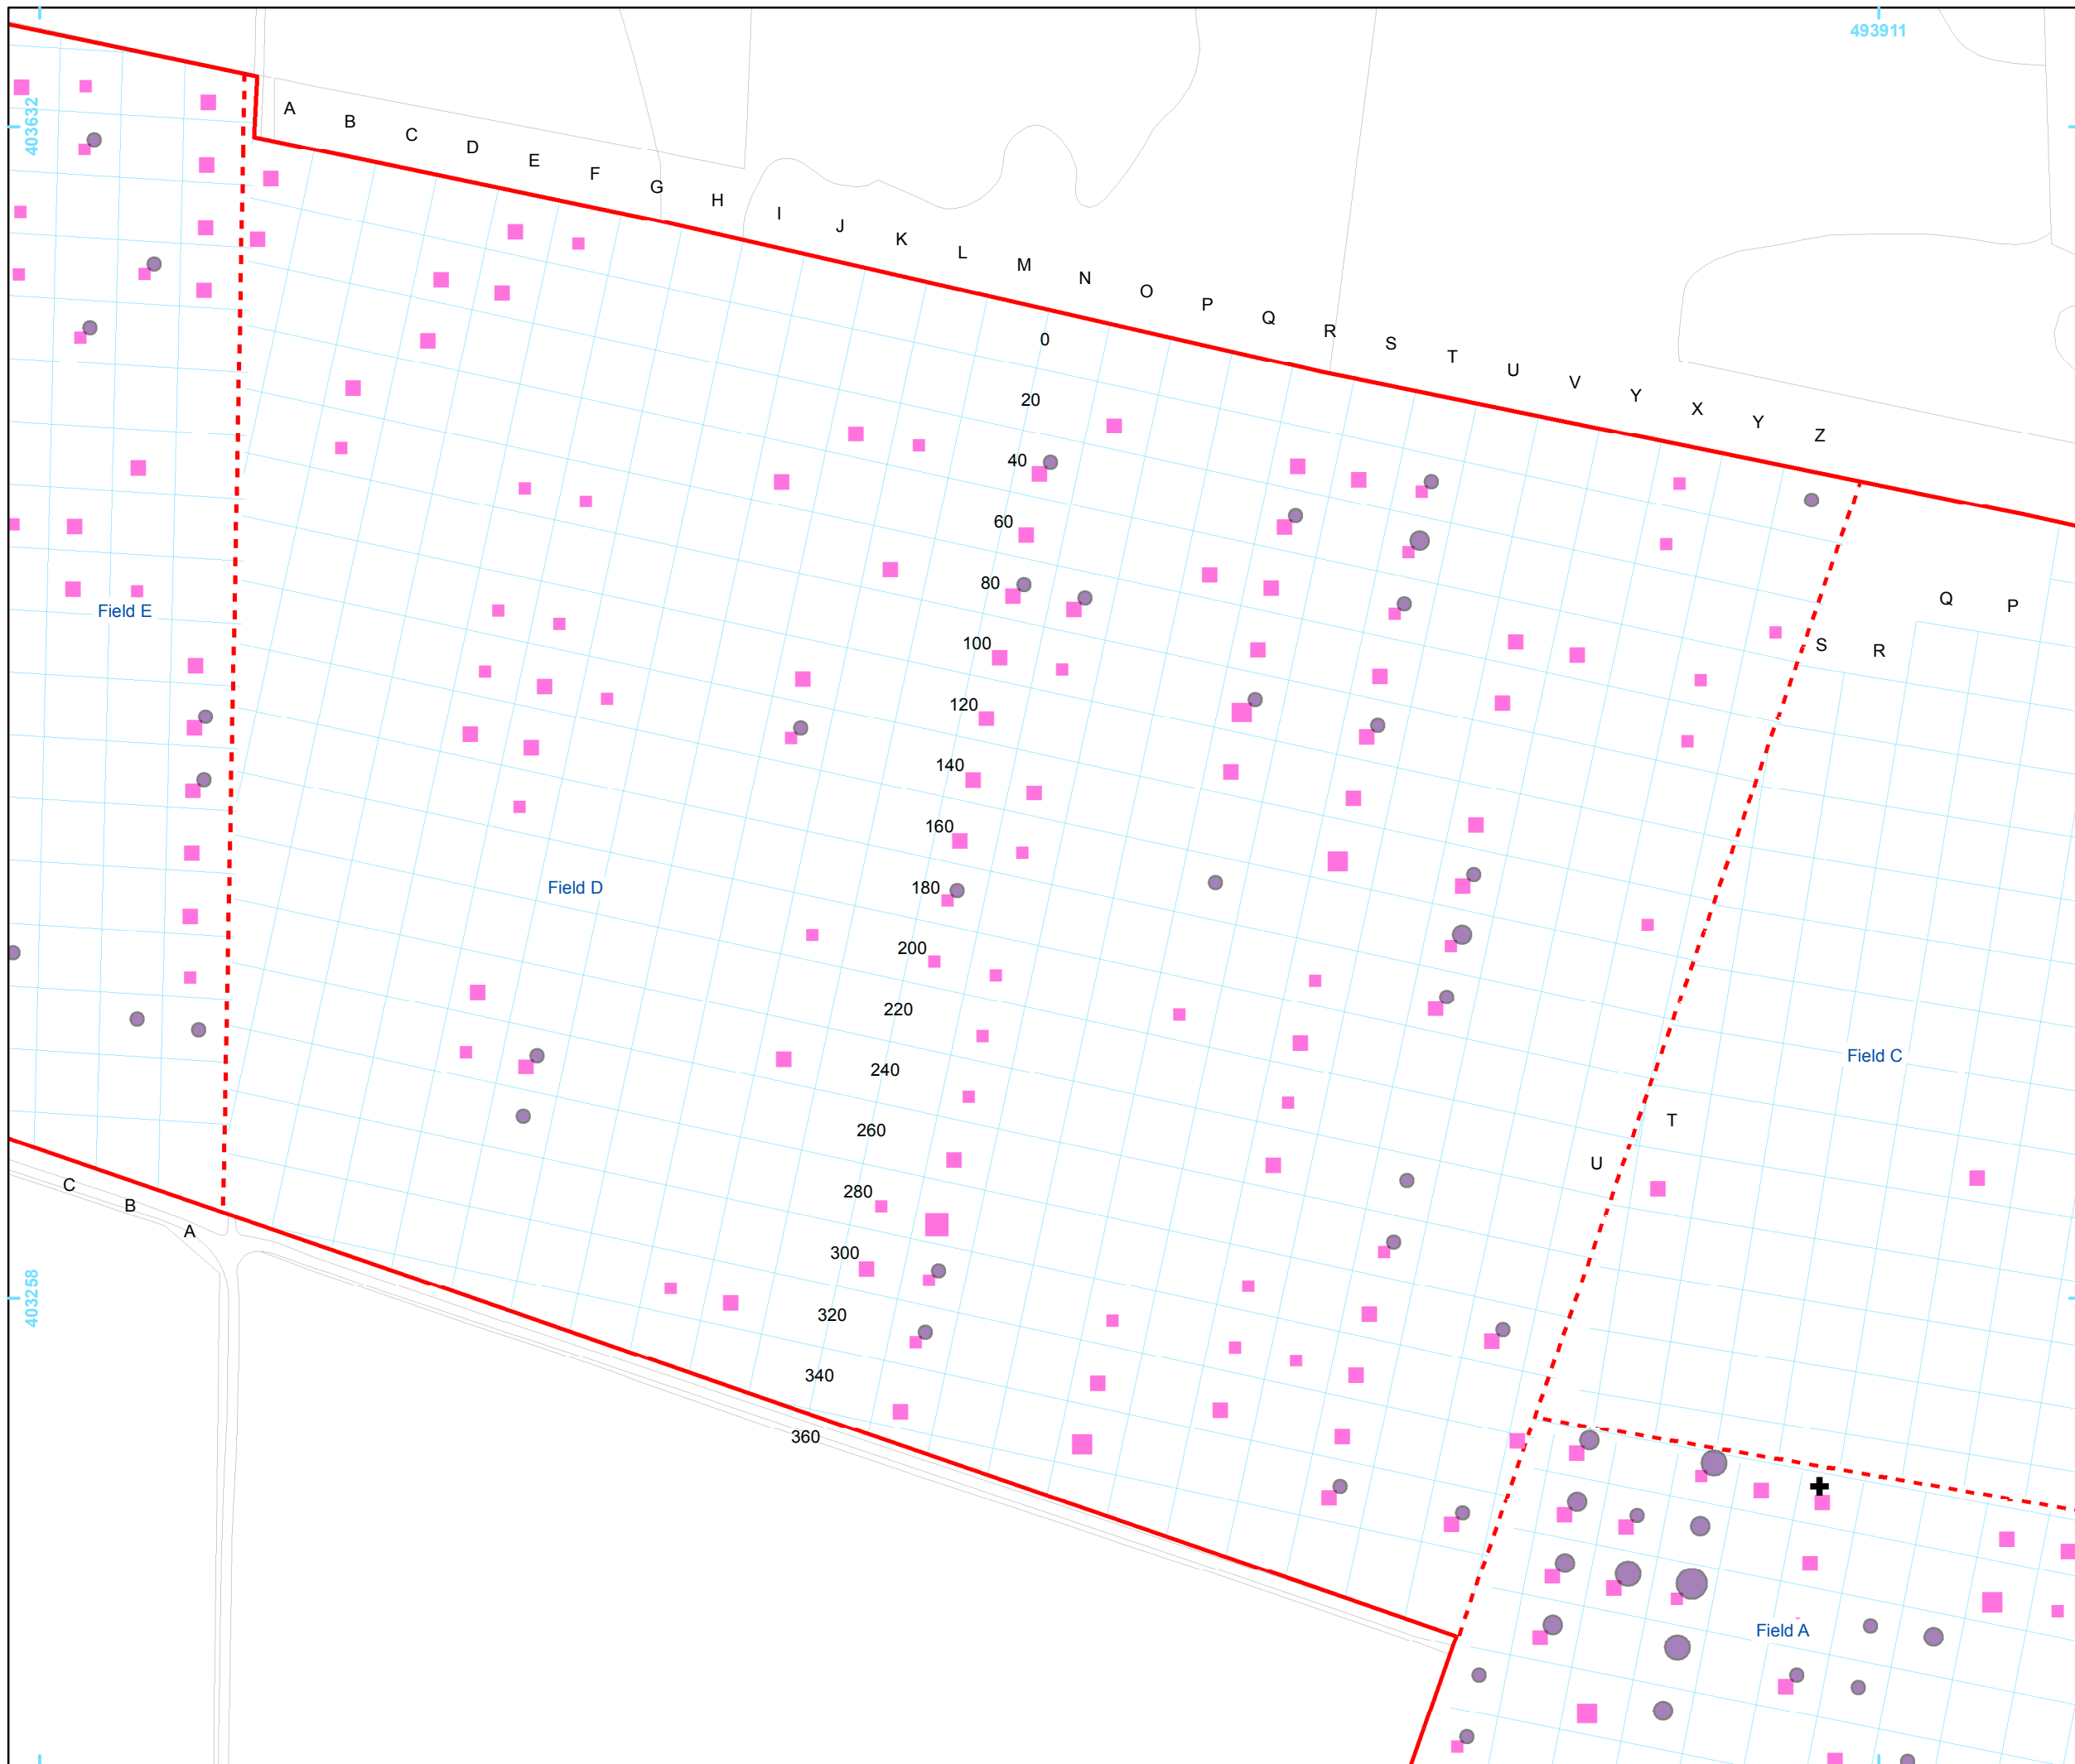 493911
403632
A B C D E F G H I J K L M N O P Q R S T U V Y X Y Z
0
20
40
60
80
100
120
140
160
180
200
220
240
260
280
300
320
340
360
Field E
Q P
S R
Field D
Field C
T
U
C B A
403258
Field A